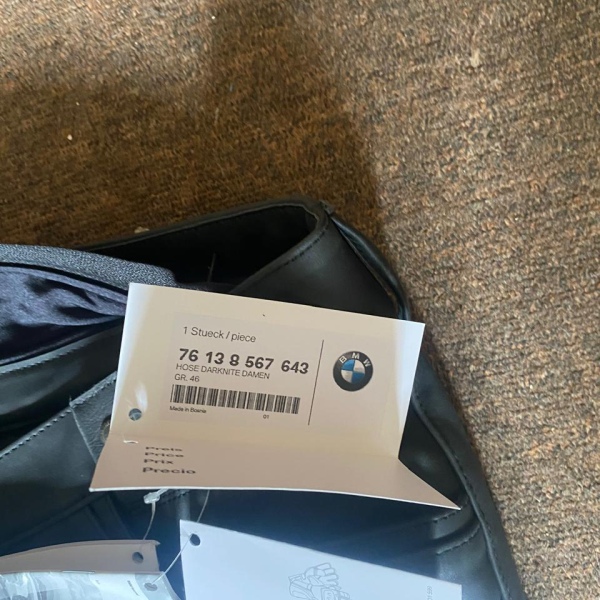 1 Stueck / piece
76 13 8 567 643
HOSE DARKNITE DAMEN
GR. 46
Made in Bosnia
01
BMW
Preis
Price
Prix
Precio